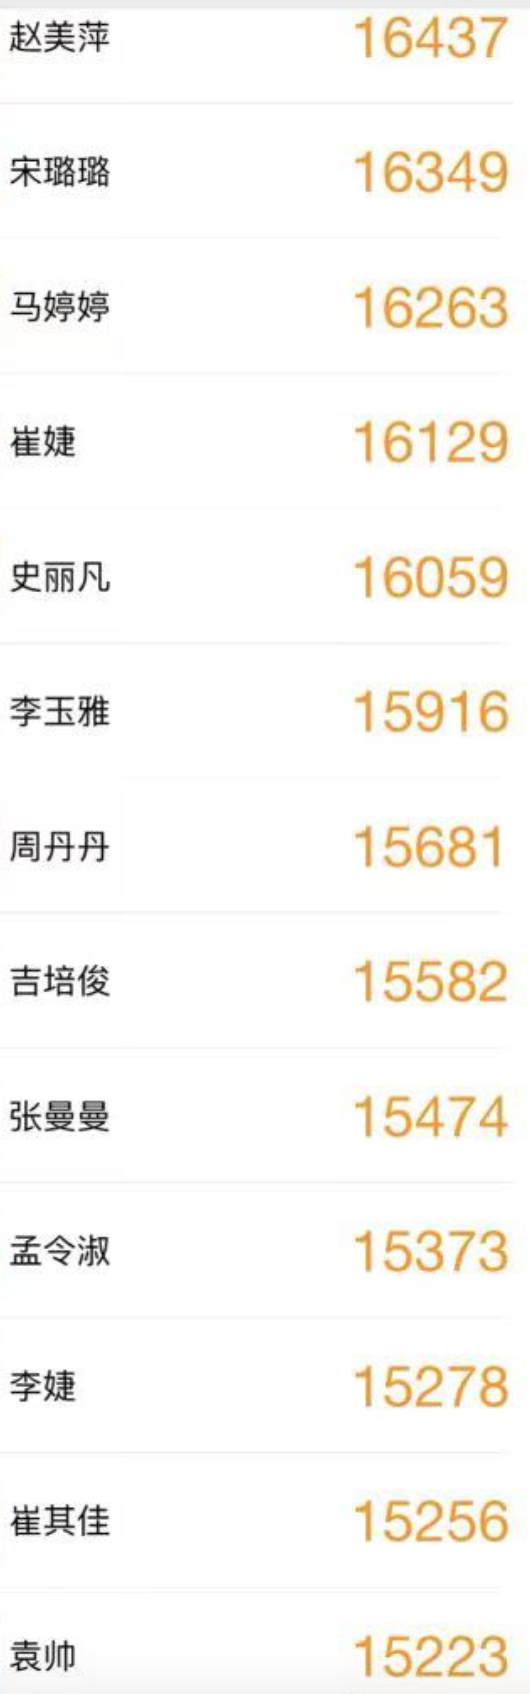 赵美萍 16437
宋璐璐 16349
马婷婷 16263
崔婕 16129
史丽凡 16059
李玉雅 15916
周丹丹 15681
吉培俊 15582
张曼曼 15474
孟令淑 15373
李婕 15278
崔其佳 15256
袁帅 15223